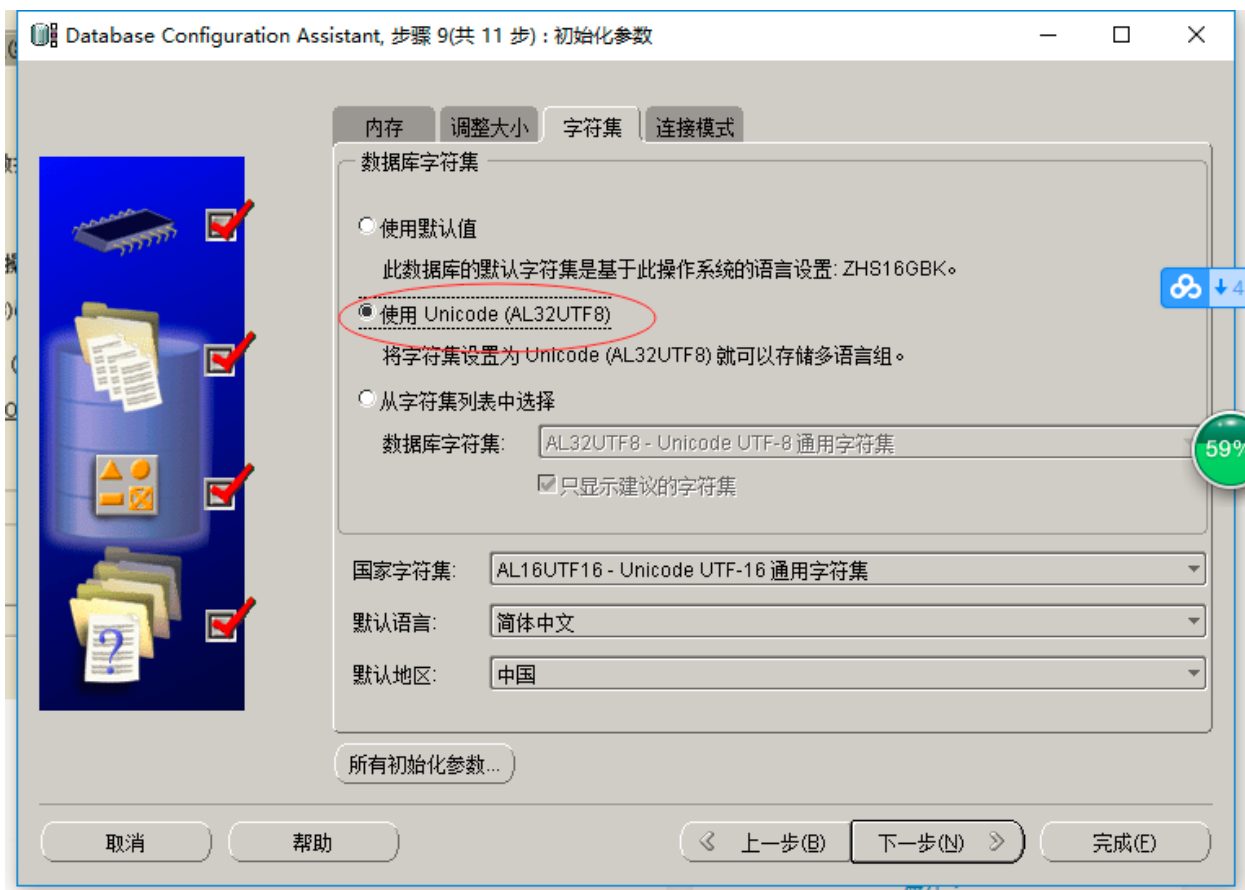 Database Configuration Assistant, 步骤 9(共 11 步) : 初始化参数
内存
调整大小
字符集
连接模式
数据库字符集
使用默认值
此数据库的默认字符集是基于此操作系统的语言设置: ZHS16GBK。
使用 Unicode (AL32UTF8)
将字符集设置为 Unicode (AL32UTF8) 就可以存储多语言组。
从字符集列表中选择
数据库字符集: AL32UTF8 - Unicode UTF-8 通用字符集
只显示建议的字符集
国家字符集: AL16UTF16 - Unicode UTF-16 通用字符集
默认语言: 简体中文
默认地区: 中国
所有初始化参数...
取消
帮助
上一步(B)
下一步(N)
完成(F)
4
59%